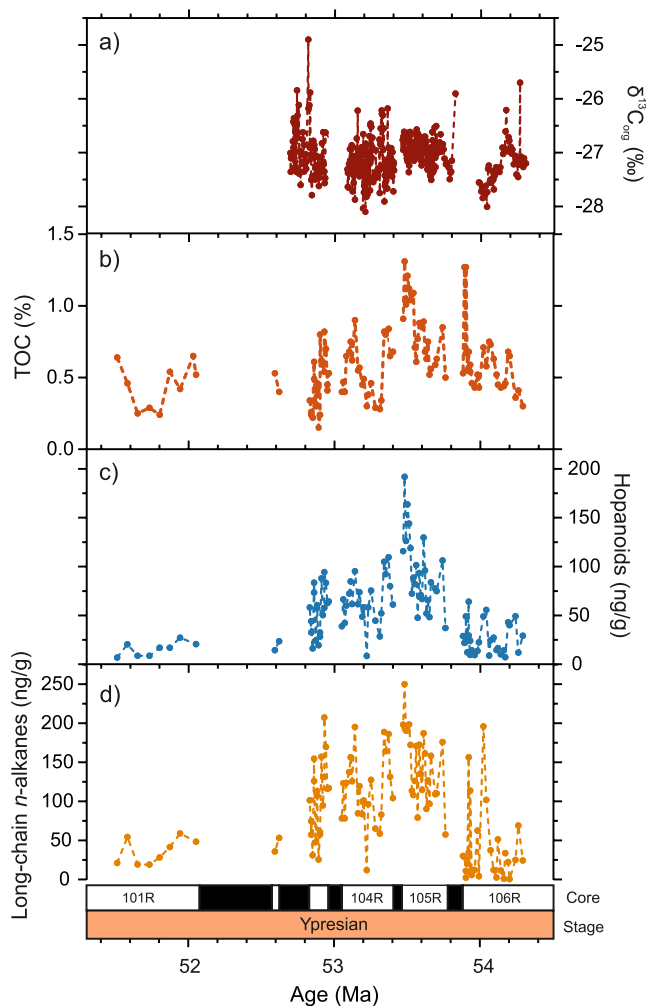 a)
-25
-26
-27
-28
δ¹³C_org (‰)
b)
1.5
1.0
0.5
0.0
TOC (%)
c)
200
150
100
50
0
Hopanoids (ng/g)
d)
250
200
150
100
50
0
Long-chain n-alkanes (ng/g)
101R 104R 105R 106R Core
Ypresian Stage
52 53 54
Age (Ma)